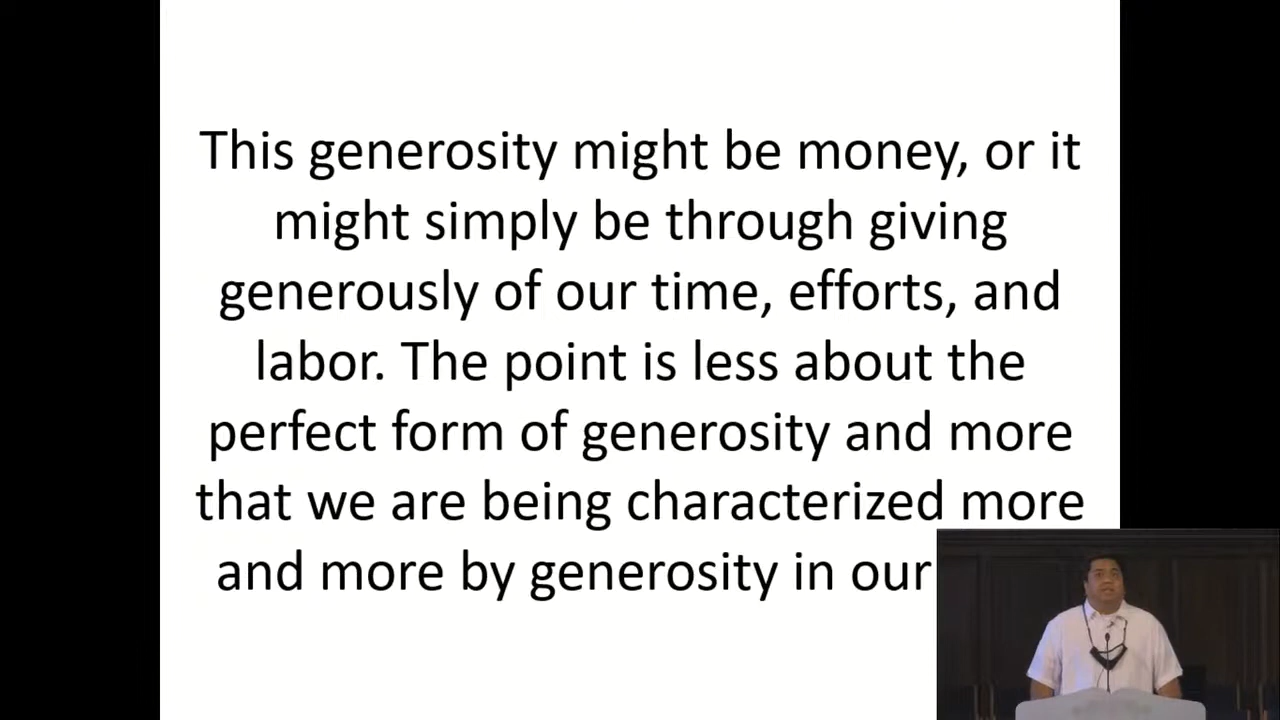 This generosity might be money, or it
might simply be through giving
generously of our time, efforts, and
labor. The point is less about the
perfect form of generosity and more
that we are being characterized more
and more by generosity in our